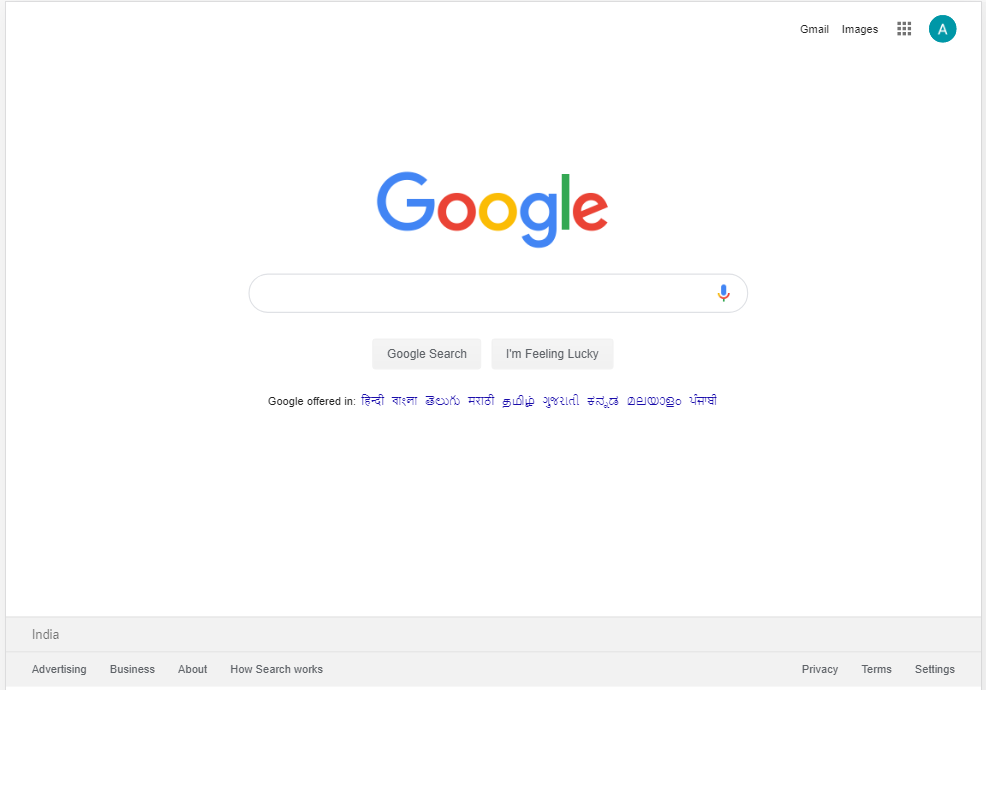 Gmail Images A
Google
Google Search I'm Feeling Lucky
Google offered in: हिन्दी বাংলা తెలుగు मराठी தமிழ் ગુજરાતી ಕನ್ನಡ മലയാളം ਪੰਜਾਬੀ
India
Advertising Business About How Search works Privacy Terms Settings